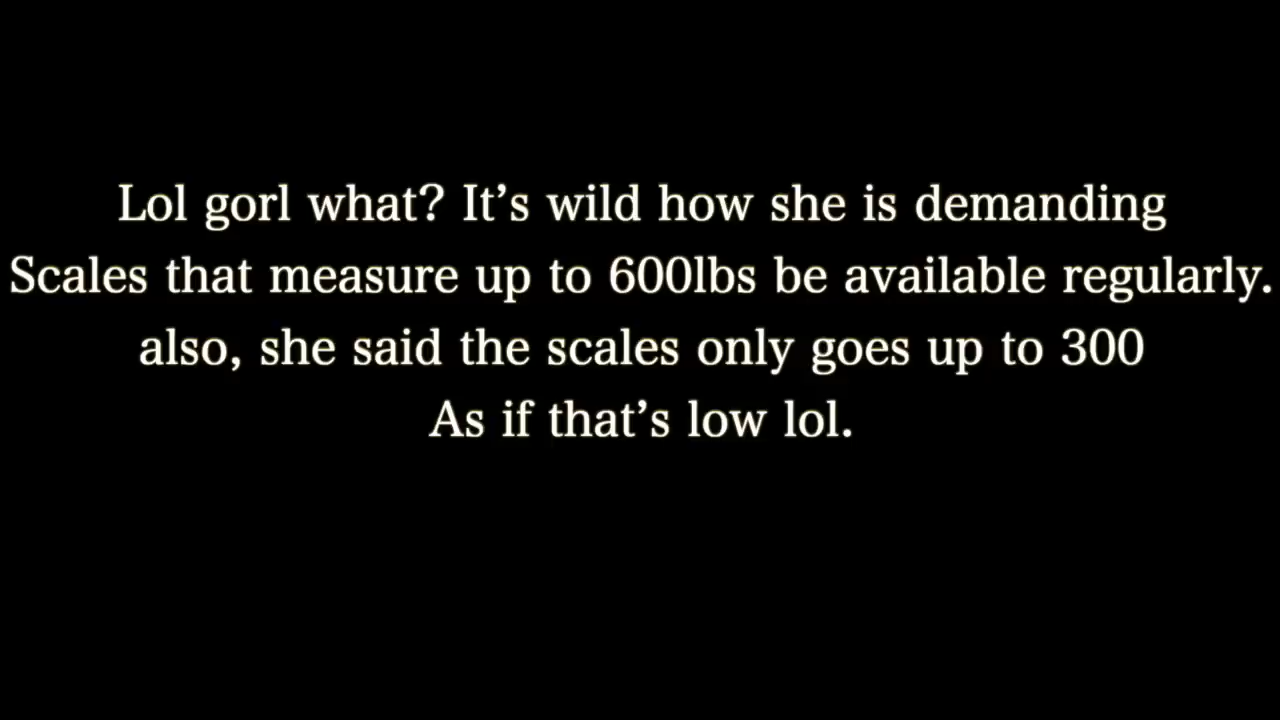 Lol gorl what? It’s wild how she is demanding
Scales that measure up to 600lbs be available regularly.
also, she said the scales only goes up to 300
As if that’s low lol.